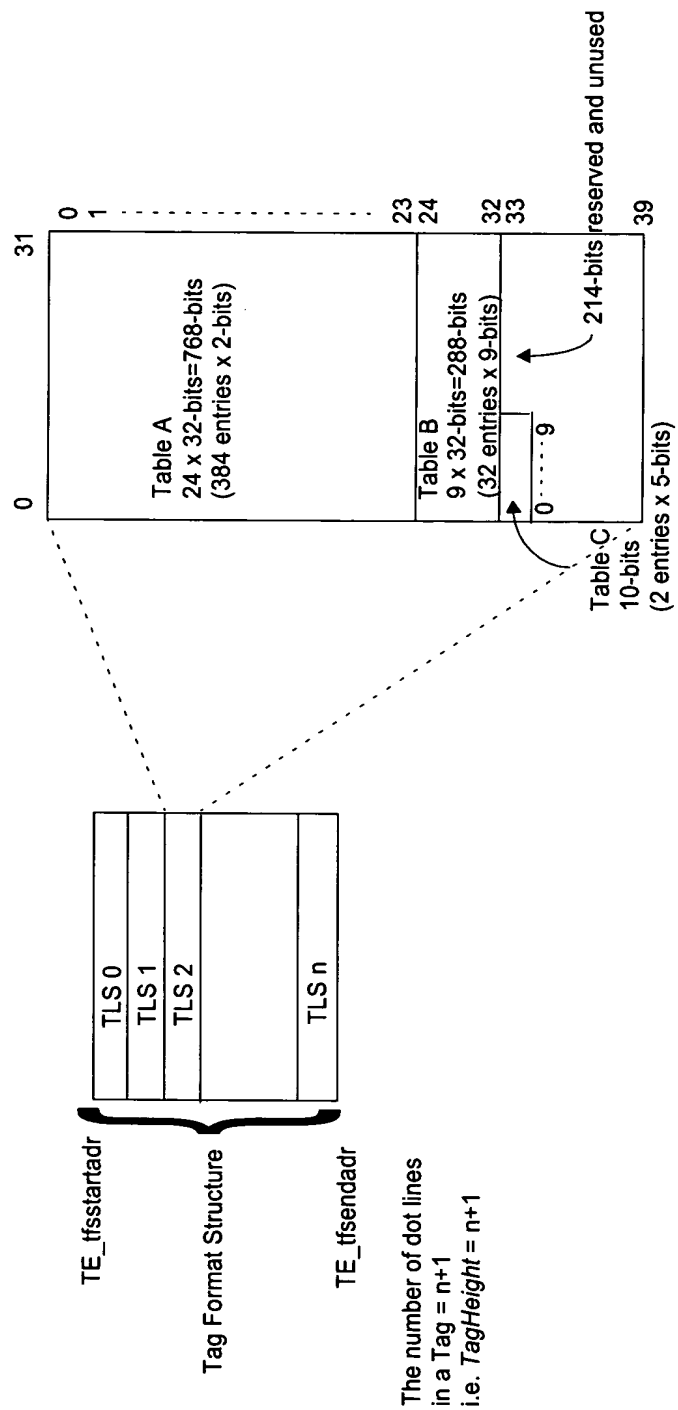 TE_tfsstartadr
Tag Format Structure
TE_tfsendadr
The number of dot lines
in a Tag = n+1
i.e. TagHeight = n+1
TLS 0
TLS 1
TLS 2
TLS n
0
31
Table A
24 x 32-bits=768-bits
(384 entries x 2-bits)
0
1
23
24
Table B
9 x 32-bits=288-bits
(32 entries x 9-bits)
32
33
0 9
39
Table C
10-bits
(2 entries x 5-bits)
214-bits reserved and unused